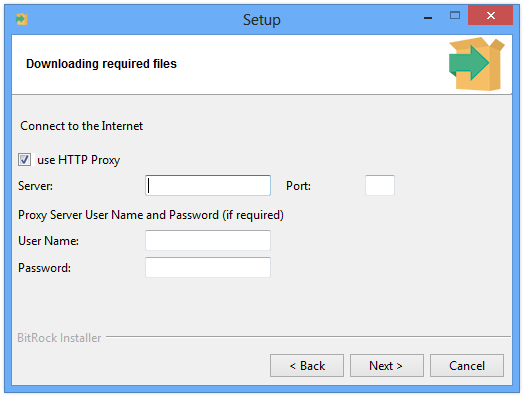 Setup
Downloading required files
Connect to the Internet
use HTTP Proxy
Server: Port:
Proxy Server User Name and Password (if required)
User Name:
Password:
BitRock Installer
< Back Next > Cancel